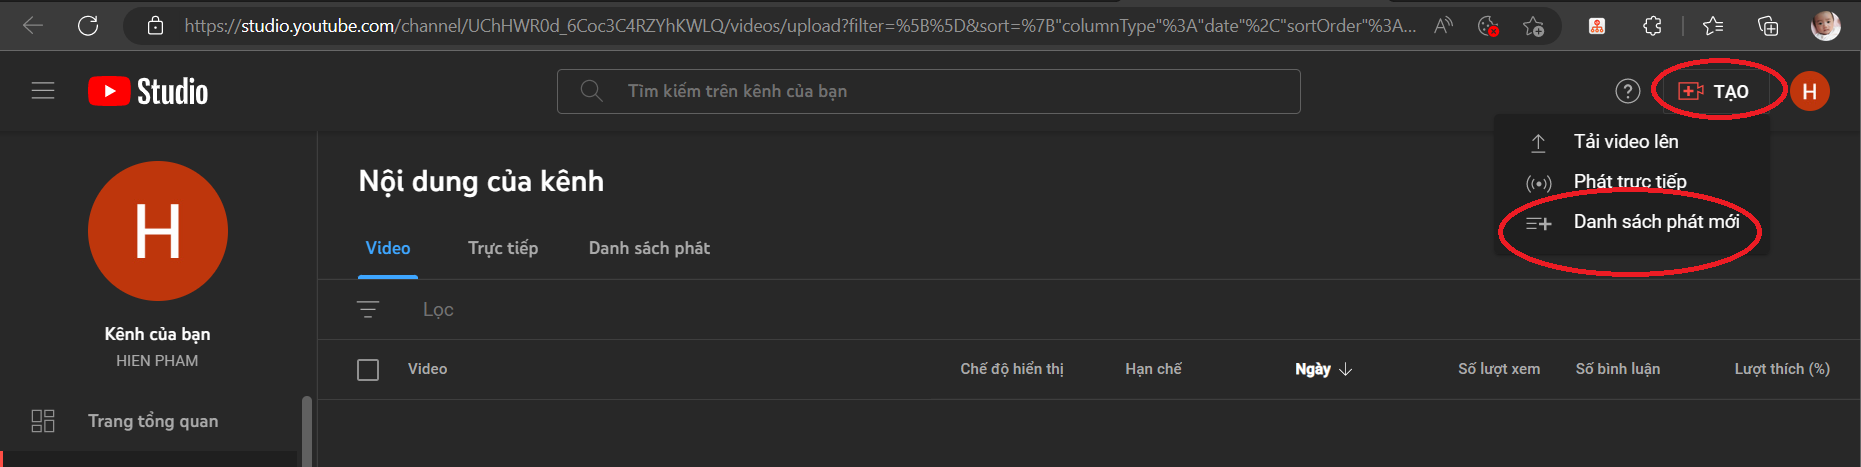 https://studio.youtube.com/channel/UChHWR0d_6Coc3C4RZYhKWLQ/videos/upload?filter=%5B%5D&sort=%7B"columnType"%3A"date"%2C"sortOrder"%3A...
Studio
Tìm kiếm trên kênh của bạn
TẠO
H
Tải video lên
Phát trực tiếp
Danh sách phát mới
H
Kênh của bạn
HIEN PHAM
Trang tổng quan
Nội dung của kênh
Video Trực tiếp Danh sách phát
Lọc
Video Chế độ hiển thị Hạn chế Ngày Số lượt xem Số bình luận Lượt thích (%)